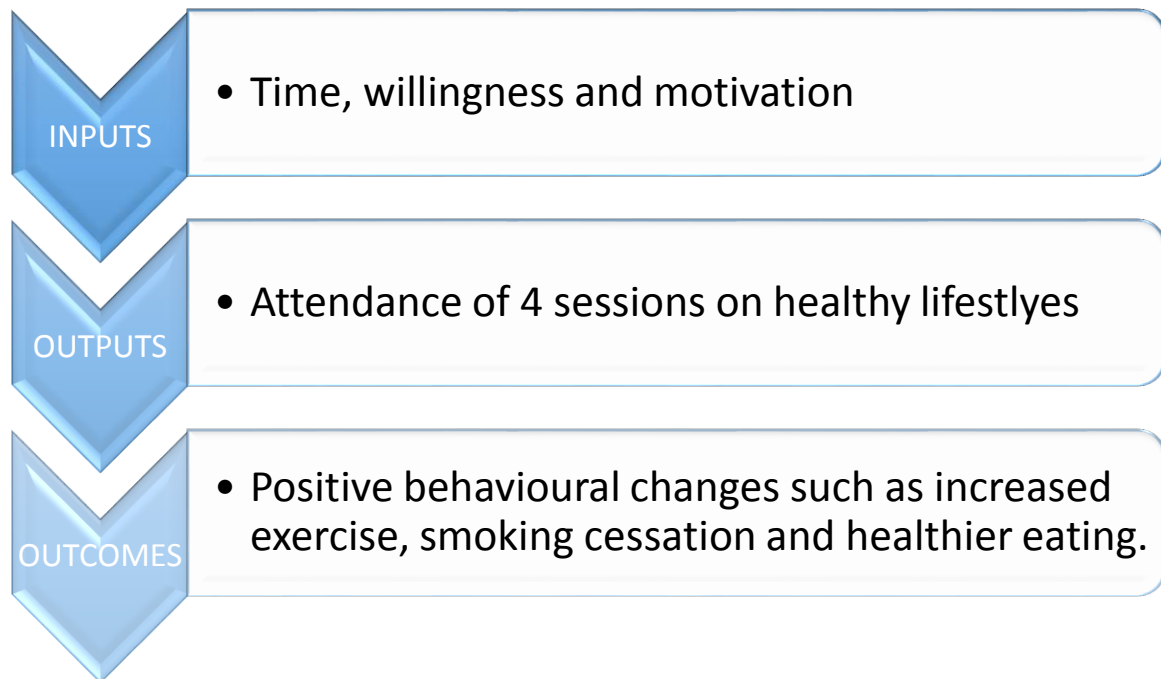 INPUTS
• Time, willingness and motivation
OUTPUTS
• Attendance of 4 sessions on healthy lifestlyes
OUTCOMES
• Positive behavioural changes such as increased
exercise, smoking cessation and healthier eating.